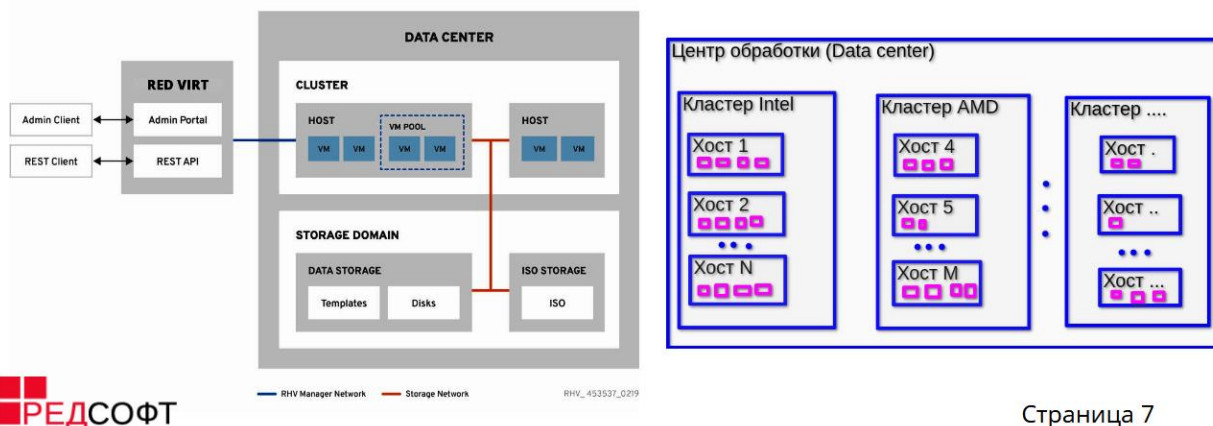 DATA CENTER
RED VIRT
Admin Client
Admin Portal
REST Client
REST API
CLUSTER
HOST
VM
VM
VM POOL
VM
VM
HOST
VM
VM
STORAGE DOMAIN
DATA STORAGE
Templates
Disks
ISO STORAGE
ISO
RHV Manager Network
Storage Network
RHV_453537_0219
Центр обработки (Data center)
Кластер Intel
Хост 1
Хост 2
Хост N
Кластер AMD
Хост 4
Хост 5
Хост M
Кластер ....
Хост .
Хост ..
Хост ...
РЕДСОФТ
Страница 7